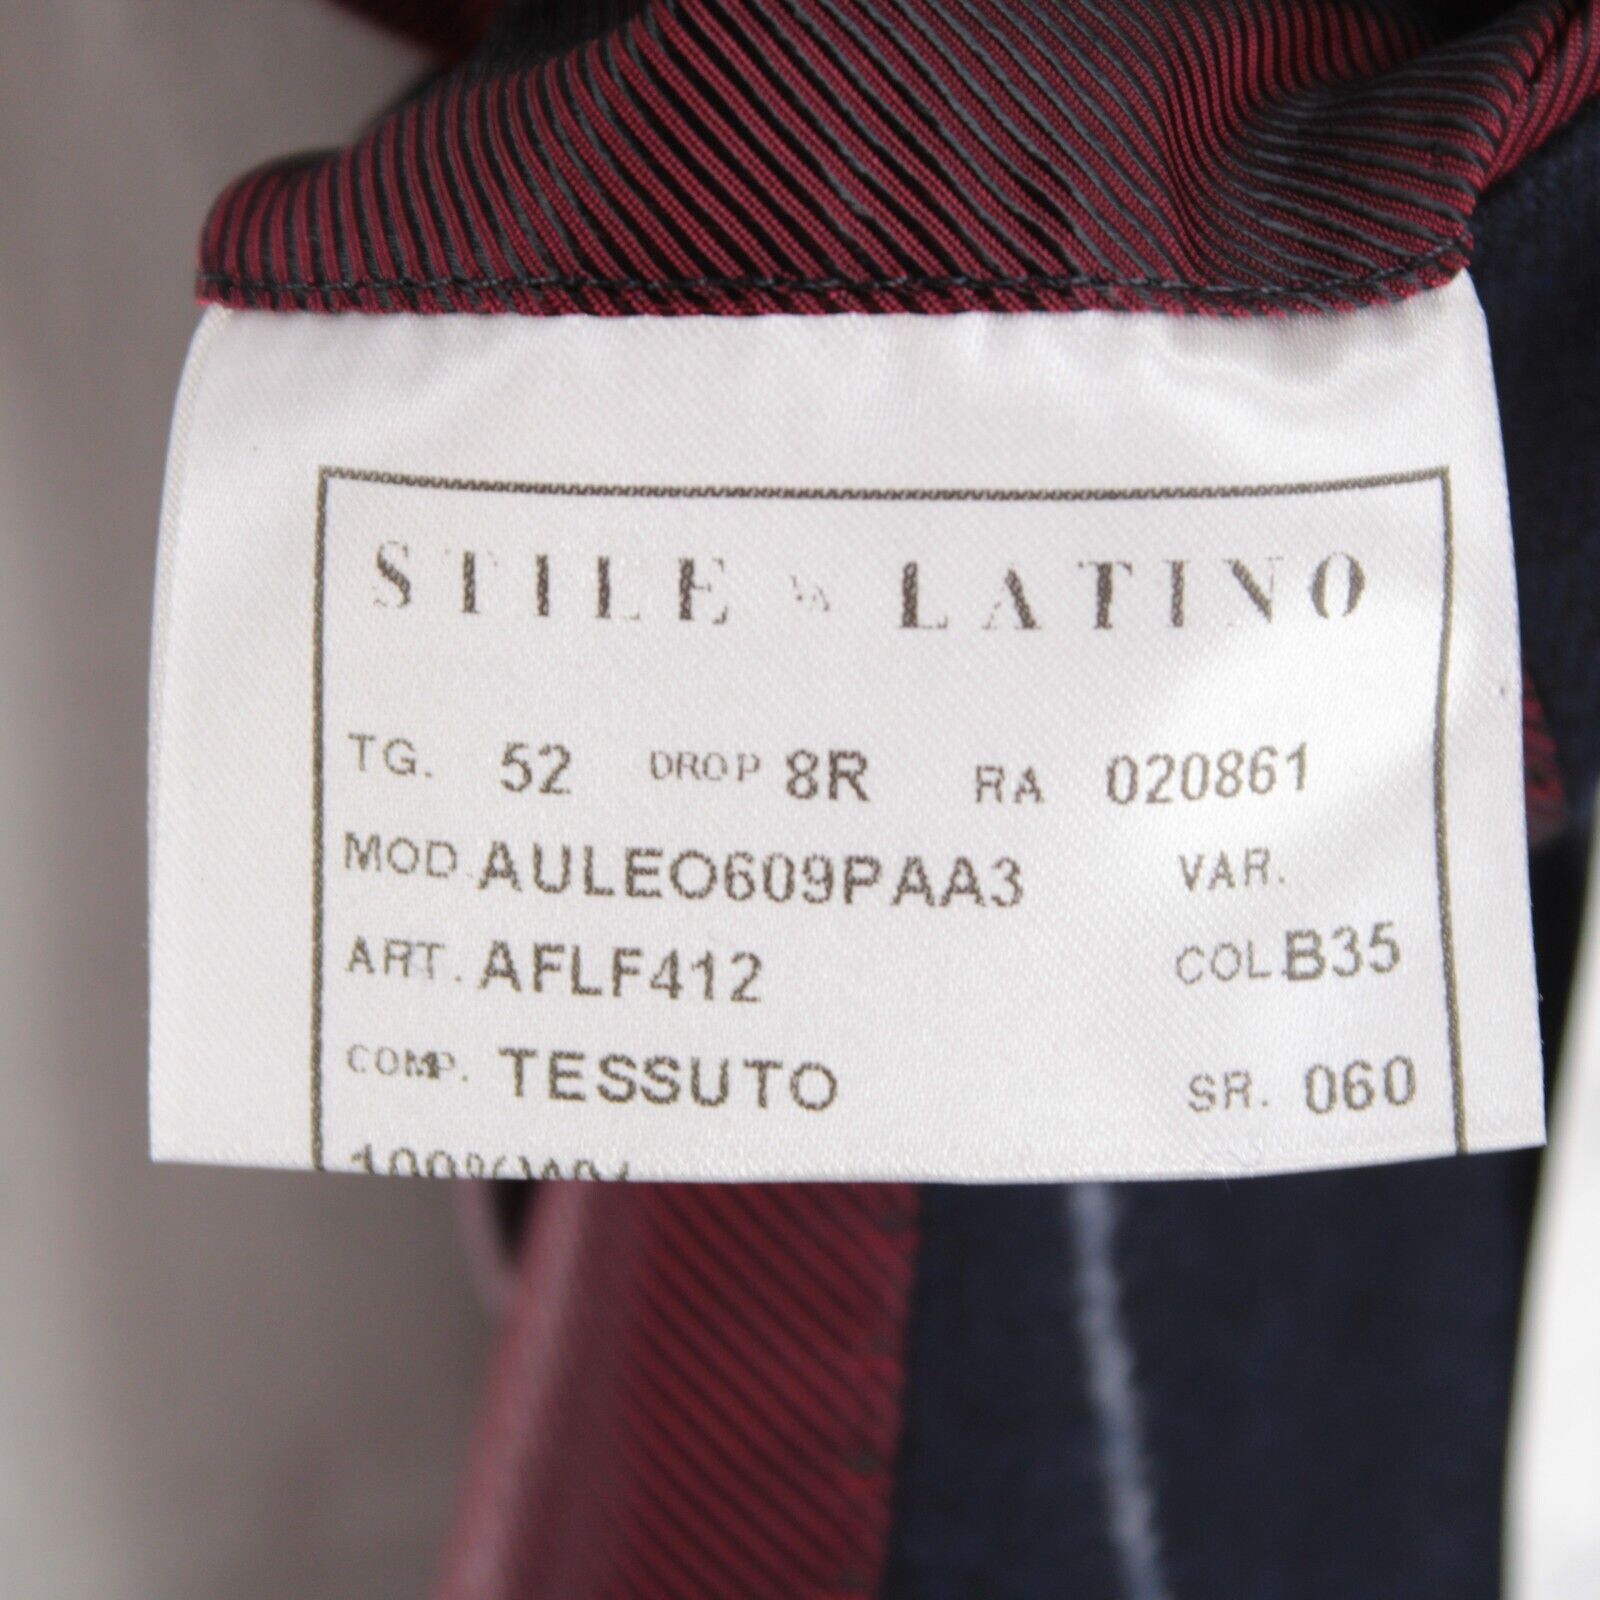 STILE LATINO
TG. 52 DROP 8R RA 020861
MOD. AULEO609PAA3 VAR.
ART. AFLF412 COL. B35
COMP. TESSUTO SR. 060
100%